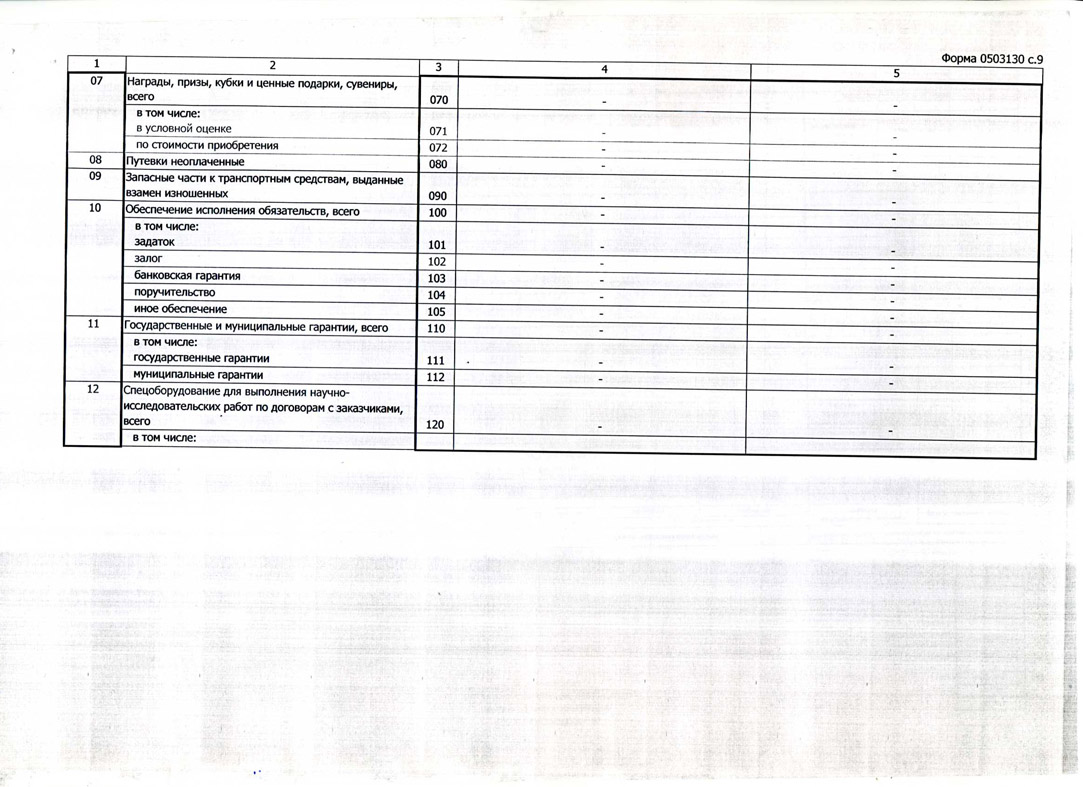 Форма 0503130 с.9
1 2 3 4 5
07 Награды, призы, кубки и ценные подарки, сувениры,
всего 070 - -
в том числе:
в условной оценке 071 - -
по стоимости приобретения 072 - -
08 Путевки неоплаченные 080 - -
09 Запасные части к транспортным средствам, выданные
взамен изношенных 090 - -
10 Обеспечение исполнения обязательств, всего 100 - -
в том числе:
задаток 101 - -
залог 102 - -
банковская гарантия 103 - -
поручительство 104 - -
иное обеспечение 105 - -
11 Государственные и муниципальные гарантии, всего 110 - -
в том числе:
государственные гарантии 111 - -
муниципальные гарантии 112 - -
12 Спецоборудование для выполнения научно-
исследовательских работ по договорам с заказчиками,
всего 120 - -
в том числе: